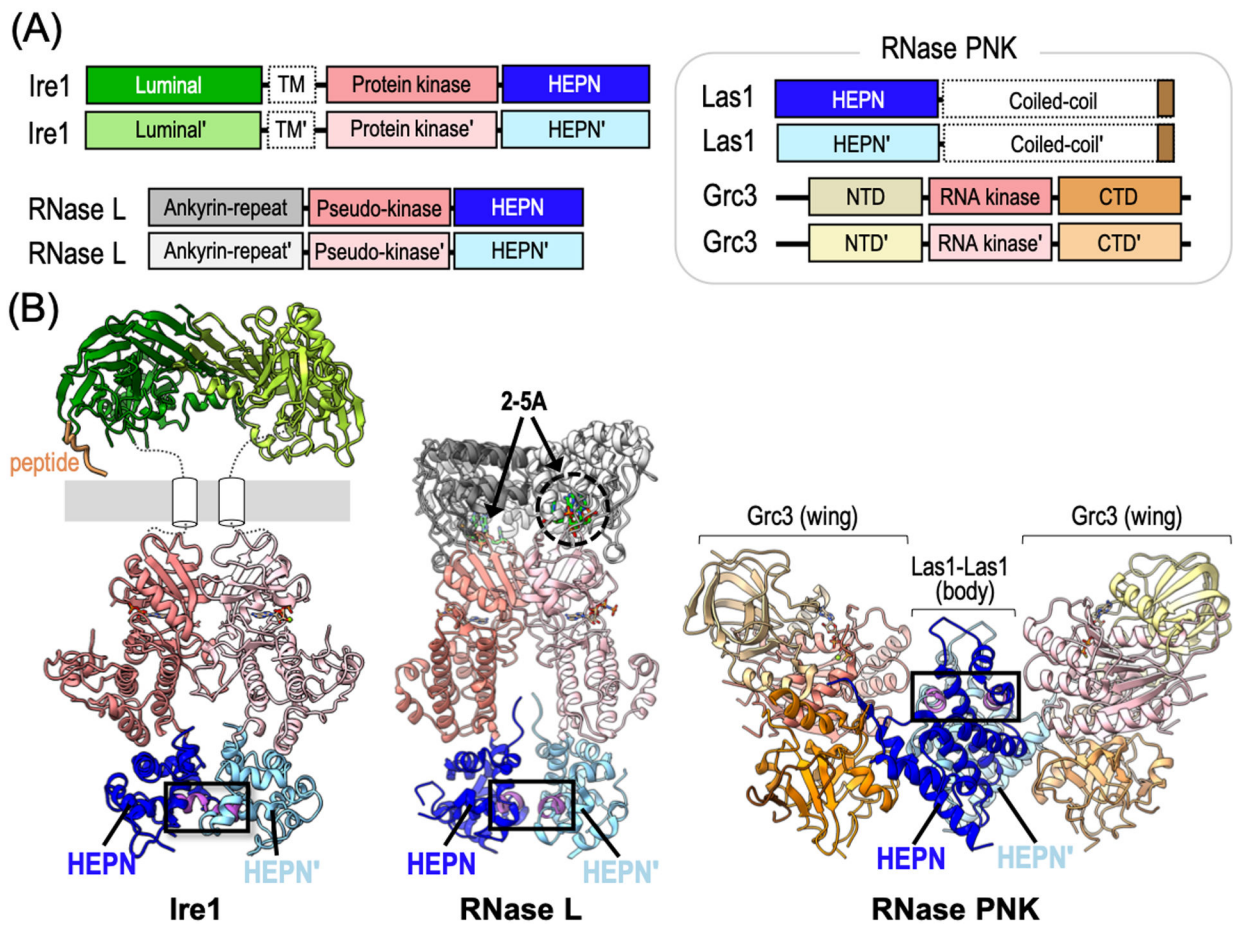 (A)
Ire1 Luminal TM Protein kinase HEPN
Ire1 Luminal' TM' Protein kinase' HEPN'
RNase L Ankyrin-repeat Pseudo-kinase HEPN
RNase L Ankyrin-repeat' Pseudo-kinase' HEPN'
RNase PNK
Las1 HEPN Coiled-coil
Las1 HEPN' Coiled-coil'
Grc3 NTD RNA kinase CTD
Grc3 NTD' RNA kinase' CTD'
(B)
peptide
HEPN
HEPN'
Ire1
2-5A
HEPN
HEPN'
RNase L
Grc3 (wing)
Las1-Las1
(body)
Grc3 (wing)
HEPN
HEPN'
RNase PNK